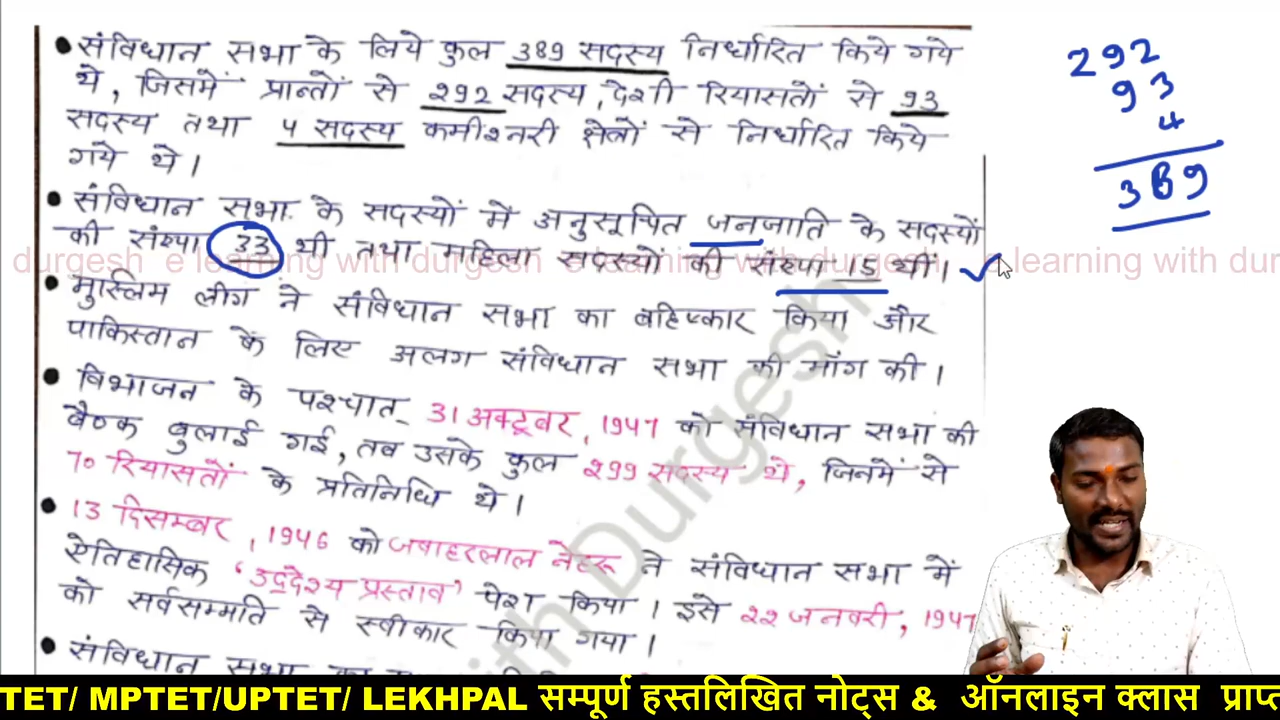 • संविधान सभा के लिये कुल 389 सदस्य निर्धारित किये गये
थे, जिसमें प्रान्तों से 292 सदस्य, देशी रियासतों से 93
सदस्य तथा 4 सदस्य कमीश्नरी क्षेत्रों से निर्धारित किये
गये थे।
292
93
4
389
• संविधान सभा के सदस्यों में अनुसूचित जनजाति के सदस्यों
की संख्या 33 थी तथा महिला सदस्यों की संख्या 15 थीं।
durgesh e learning with durgesh e learning with dur
• मुस्लिम लीग ने संविधान सभा का बहिष्कार किया और
पाकिस्तान के लिए अलग संविधान सभा की मांग की।
• विभाजन के पश्चात् 31 अक्टूबर, 1947 को संविधान सभा की
बैठक बुलाई गई, तब उसके कुल 299 सदस्य थे, जिनमें से
70 रियासतों के प्रतिनिधि थे।
• 13 दिसम्बर, 1946 को जवाहरलाल नेहरू ने संविधान सभा में
ऐतिहासिक 'उद्देश्य प्रस्ताव' पेश किया। इसे 22 जनवरी, 1947
को सर्वसम्मति से स्वीकार किया गया।
• संविधान सभा का
with Durgesh
TET/ MPTET/UPTET/ LEKHPAL सम्पूर्ण हस्तलिखित नोट्स & ऑनलाइन क्लास प्राप्त